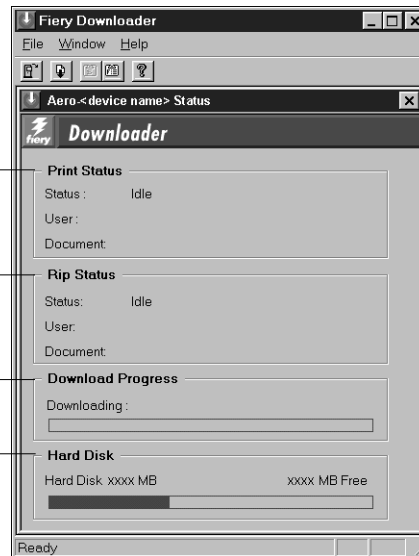 Fiery Downloader
File Window Help
Aero-<device name> Status
fiery Downloader
Print Status
Status : Idle
User :
Document:
Rip Status
Status: Idle
User:
Document:
Download Progress
Downloading :
Hard Disk
Hard Disk xxxx MB xxxx MB Free
Ready